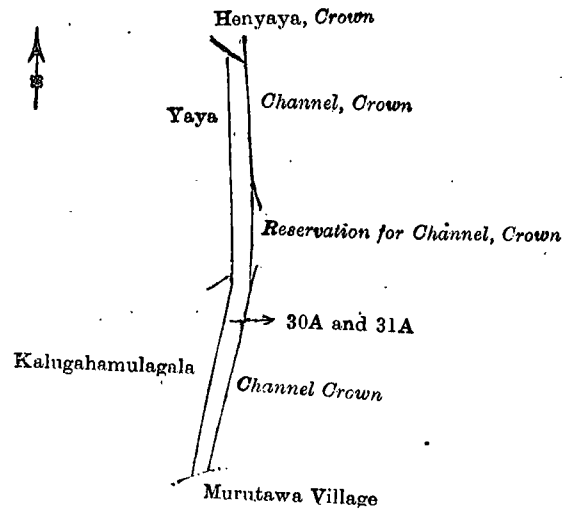 Henyaya, Crown
Channel, Crown
Yaya
Reservation for Channel, Crown
30A and 31A
Kalugahamulagala
Channel Crown
Murutawa Village